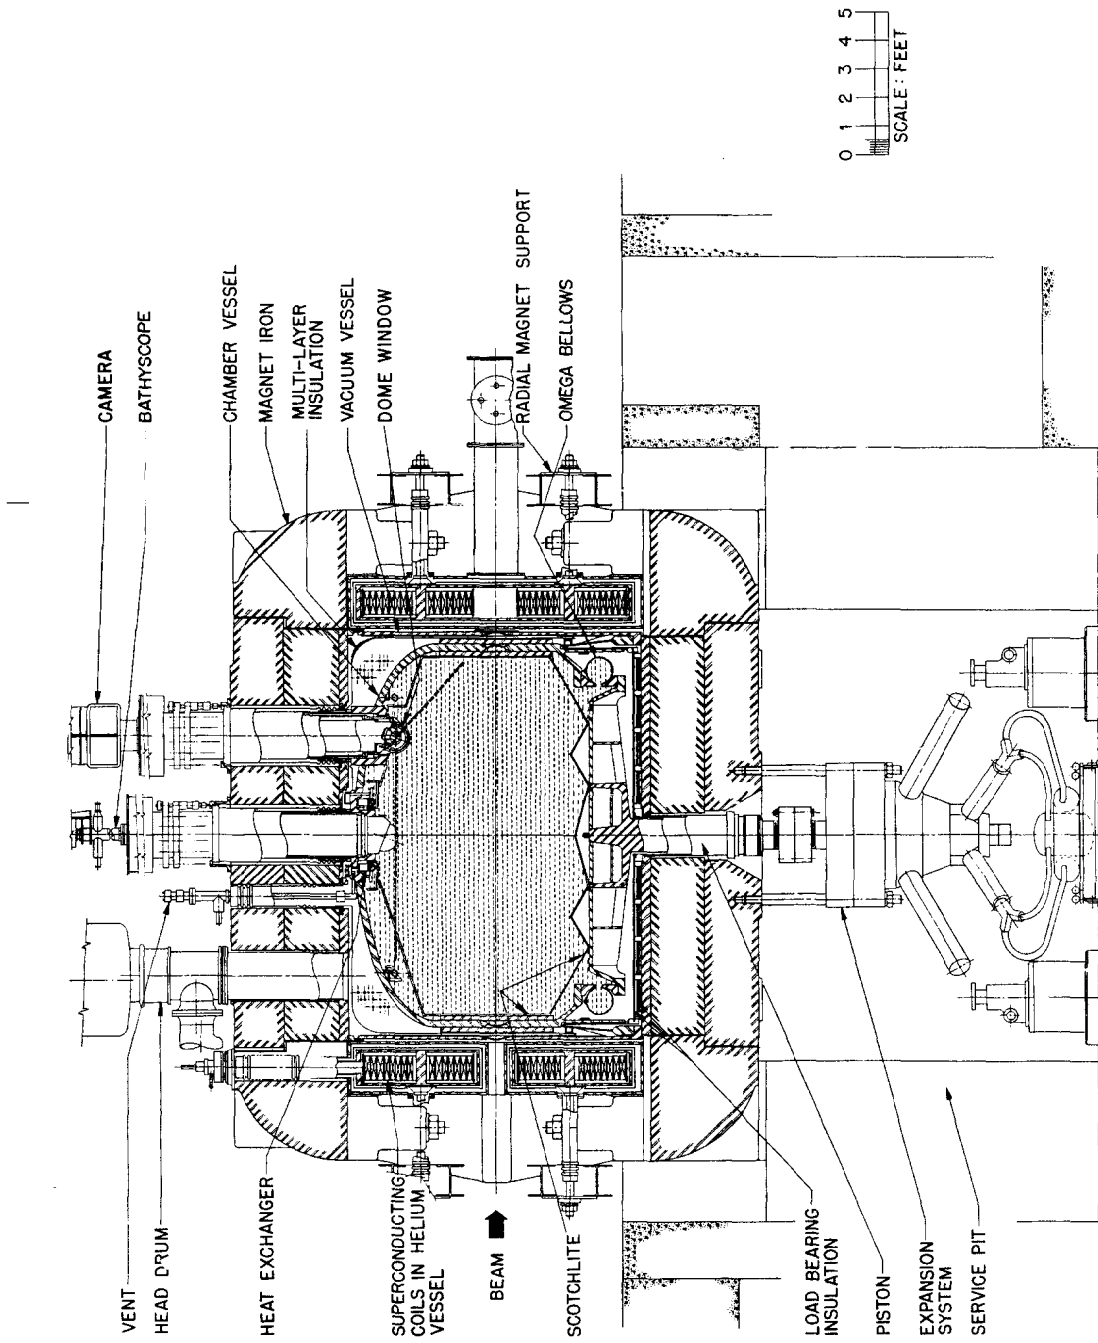 CAMERA
BATHYSCOPE
CHAMBER VESSEL
MAGNET IRON
MULTI-LAYER
INSULATION
VACUUM VESSEL
DOME WINDOW
RADIAL MAGNET SUPPORT
OMEGA BELLOWS
0 1 2 3 4 5
SCALE: FEET
VENT
HEAD DRUM
HEAT EXCHANGER
SUPERCONDUCTING
COILS IN HELIUM
VESSEL
BEAM
SCOTCHLITE
LOAD BEARING
INSULATION
PISTON
EXPANSION
SYSTEM
SERVICE PIT